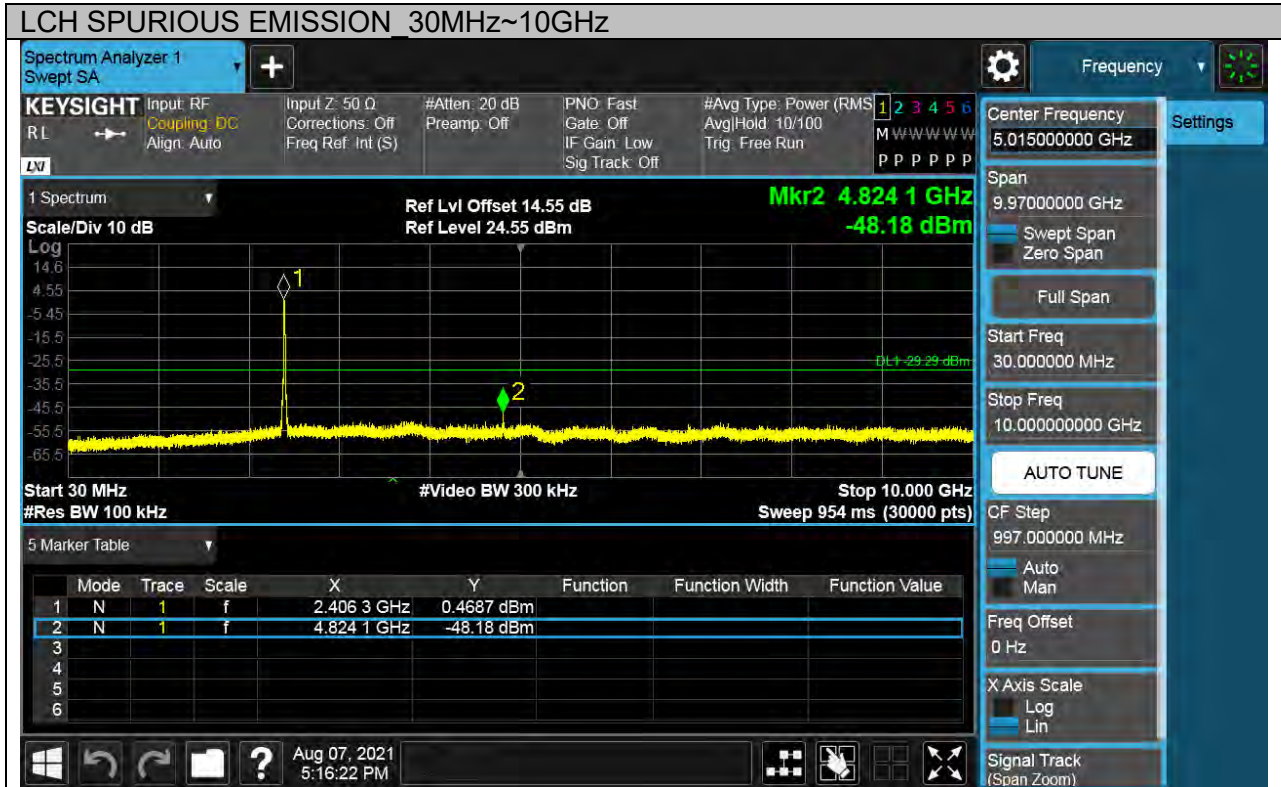 LCH SPURIOUS EMISSION_30MHz~10GHz
Spectrum Analyzer 1
Swept SA
+
Frequency
KEYSIGHT
RL
LXI
Input: RF
Coupling: DC
Align: Auto
Input Z: 50 Ω
Corrections: Off
Freq Ref: Int (S)
#Atten: 20 dB
Preamp: Off
PNO: Fast
Gate: Off
IF Gain: Low
Sig Track: Off
#Avg Type: Power (RMS
Avg|Hold: 10/100
Trig: Free Run
1 2 3 4 5 6
M W W W W W
P P P P P P
Center Frequency
5.015000000 GHz
Settings
1 Spectrum
Scale/Div 10 dB
Ref Lvl Offset 14.55 dB
Ref Level 24.55 dBm
Mkr2 4.824 1 GHz
-48.18 dBm
Log
14.6
4.55
-5.45
-15.5
-25.5
-35.5
-45.5
-55.5
-65.5
1
2
DL1 -29.29 dBm
Start 30 MHz
#Res BW 100 kHz
#Video BW 300 kHz
Stop 10.000 GHz
Sweep 954 ms (30000 pts)
Span
9.97000000 GHz
Swept Span
Zero Span
Full Span
Start Freq
30.000000 MHz
Stop Freq
10.000000000 GHz
AUTO TUNE
CF Step
997.000000 MHz
Auto
Man
Freq Offset
0 Hz
X Axis Scale
Log
Lin
Signal Track
(Span Zoom)
5 Marker Table
Mode Trace Scale X Y Function Function Width Function Value
1 N 1 f 2.406 3 GHz 0.4687 dBm
2 N 1 f 4.824 1 GHz -48.18 dBm
3
4
5
6
?
Aug 07, 2021
5:16:22 PM